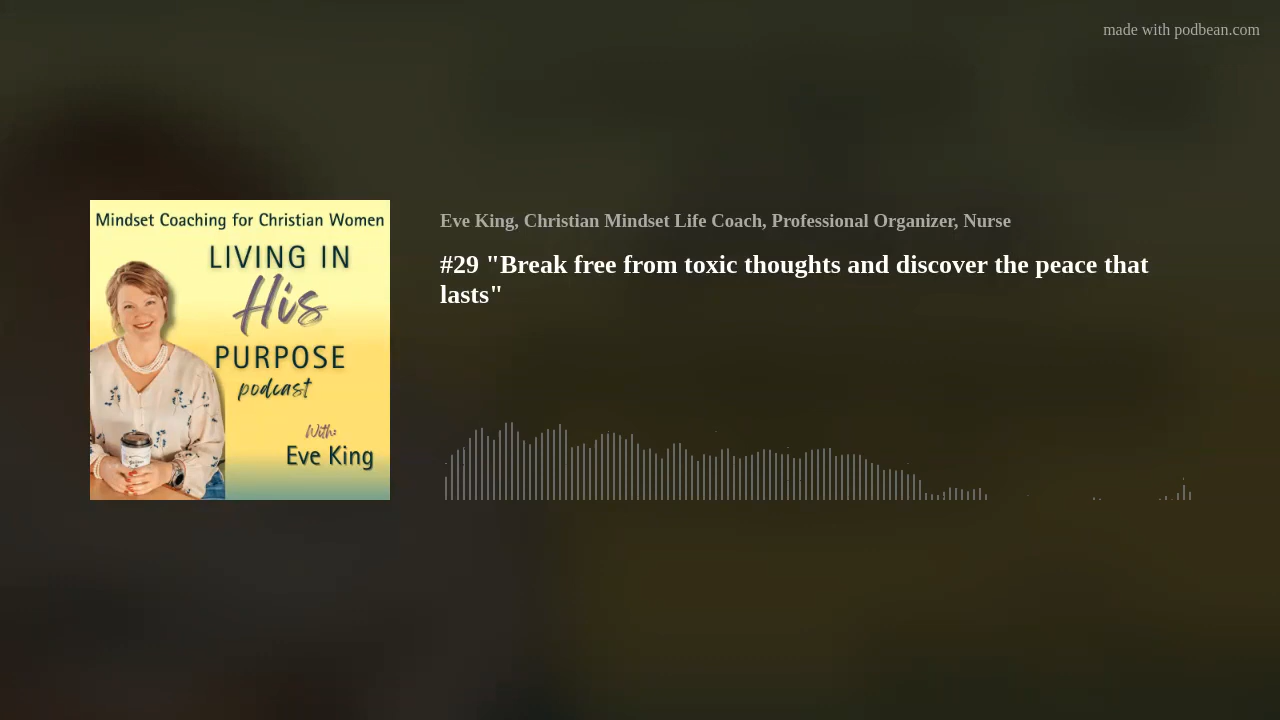 made with podbean.com
Mindset Coaching for Christian Women
LIVING IN
His
PURPOSE
podcast
With:
Eve King
Eve King, Christian Mindset Life Coach, Professional Organizer, Nurse
#29 "Break free from toxic thoughts and discover the peace that
lasts"